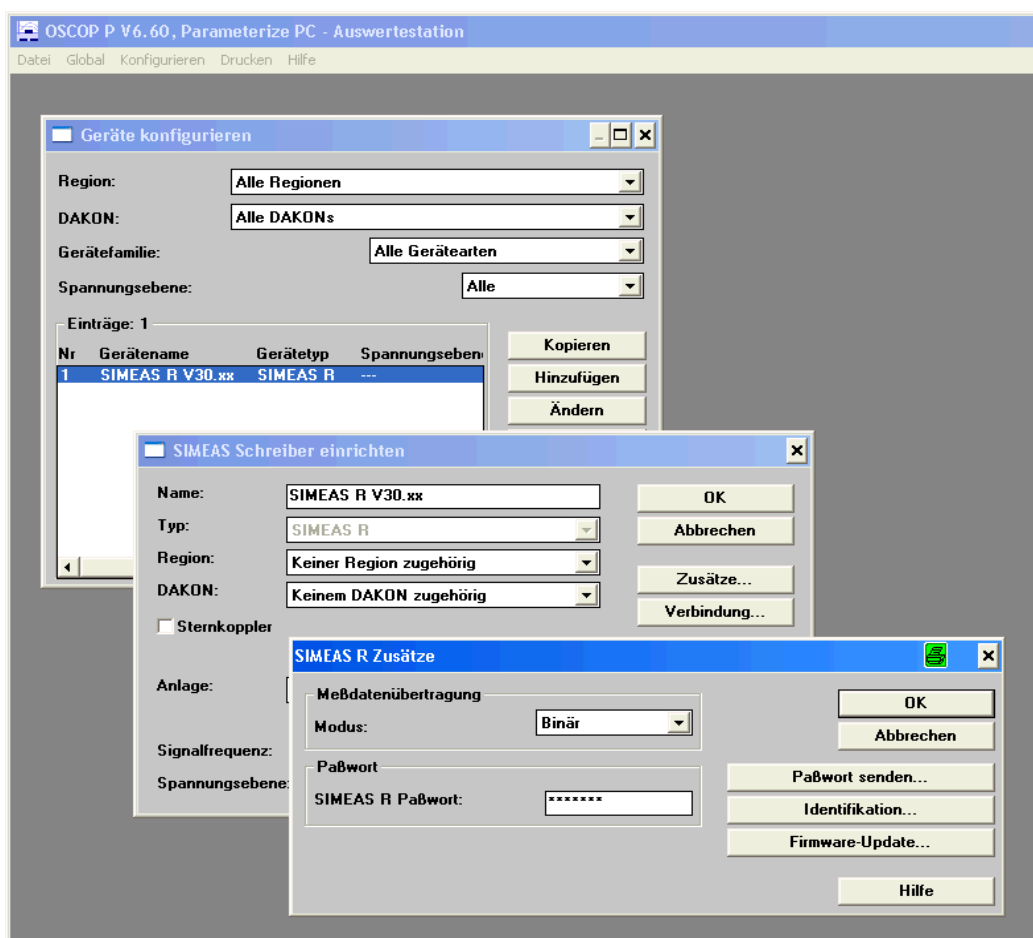 OSCOP P V6.60, Parameterize PC - Auswertestation
Datei Global Konfigurieren Drucken Hilfe
Geräte konfigurieren
Region: Alle Regionen
DAKON: Alle DAKONs
Gerätefamilie: Alle Gerätearten
Spannungsebene: Alle
Einträge: 1
Nr Gerätename Gerätetyp Spannungseben
1 SIMEAS R V30.xx SIMEAS R ---
Kopieren
Hinzufügen
Ändern
SIMEAS Schreiber einrichten
Name: SIMEAS R V30.xx
Typ: SIMEAS R
Region: Keiner Region zugehörig
DAKON: Keinem DAKON zugehörig
Sternkoppler
Anlage:
Signalfrequenz:
Spannungsebene:
OK
Abbrechen
Zusätze...
Verbindung...
SIMEAS R Zusätze
Meßdatenübertragung
Modus: Binär
Paßwort
SIMEAS R Paßwort: *******
OK
Abbrechen
Paßwort senden...
Identifikation...
Firmware-Update...
Hilfe